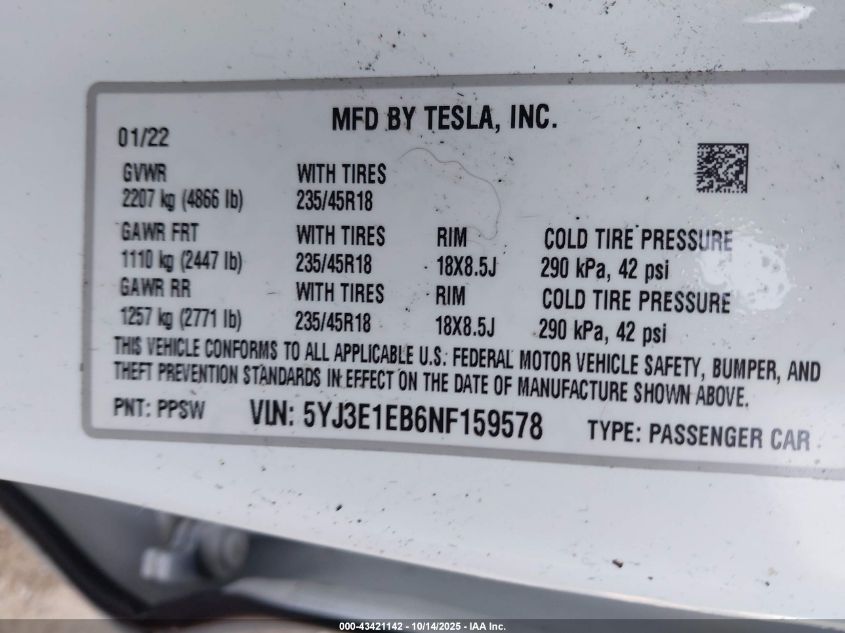 MFD BY TESLA, INC.
01/22
GVWR WITH TIRES
2207 kg (4866 lb) 235/45R18
GAWR FRT WITH TIRES RIM COLD TIRE PRESSURE
1110 kg (2447 lb) 235/45R18 18X8.5J 290 kPa, 42 psi
GAWR RR WITH TIRES RIM COLD TIRE PRESSURE
1257 kg (2771 lb) 235/45R18 18X8.5J 290 kPa, 42 psi
THIS VEHICLE CONFORMS TO ALL APPLICABLE U.S. FEDERAL MOTOR VEHICLE SAFETY, BUMPER, AND
THEFT PREVENTION STANDARDS IN EFFECT ON THE DATE OF MANUFACTURE SHOWN ABOVE.
PNT: PPSW VIN: 5YJ3E1EB6NF159578 TYPE: PASSENGER CAR
000-43421142 - 10/14/2025 - IAA Inc.